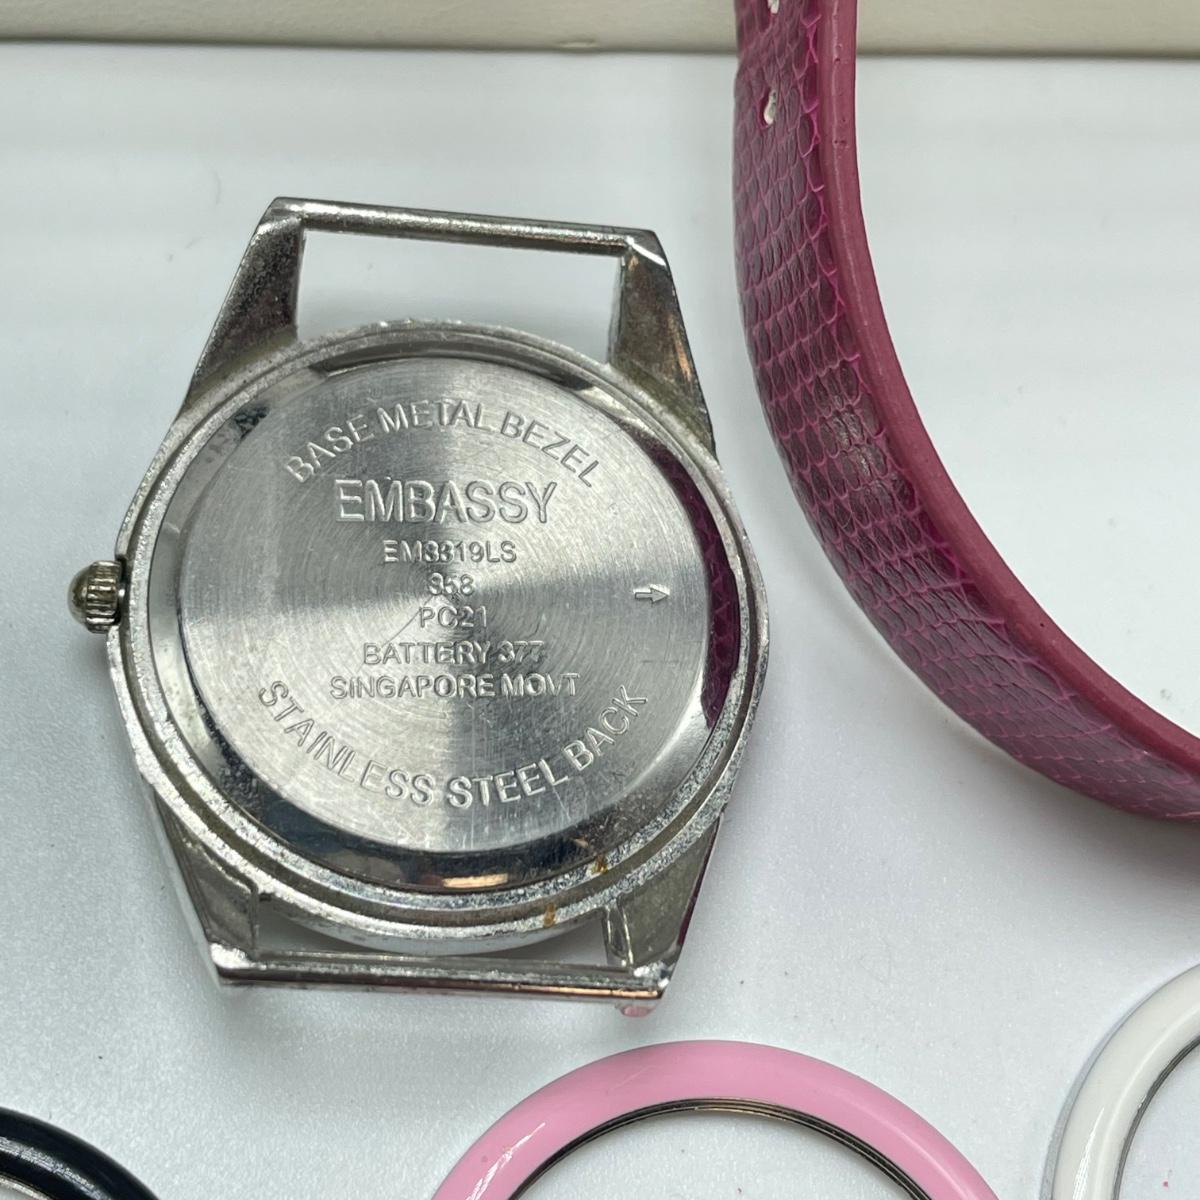 BASE METAL BEZEL
EMBASSY
EM3319LS
358
PC21
BATTERY 377
SINGAPORE MOVT
STAINLESS STEEL BACK